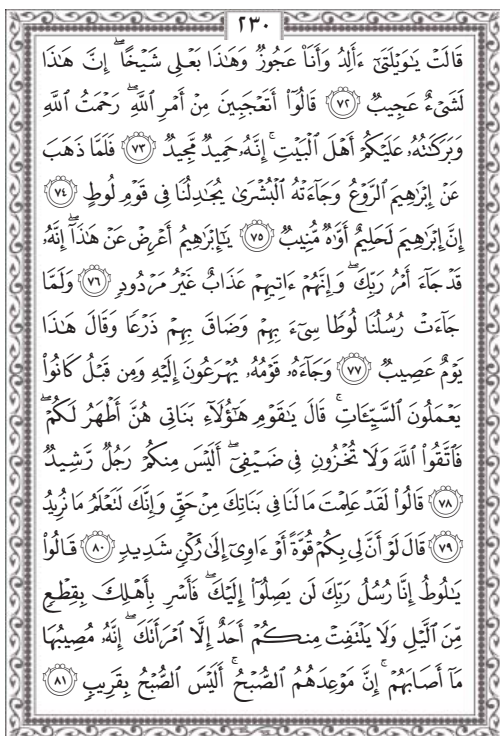 ٢٣٠
قَالَتْ يَٰوَيْلَتَىٰٓ ءَأَلِدُ وَأَنَا۠ عَجُوزٌ وَهَٰذَا بَعْلِى شَيْخًا ۖ إِنَّ هَٰذَا
لَشَىْءٌ عَجِيبٌ ٧٢ قَالُوٓا۟ أَتَعْجَبِينَ مِنْ أَمْرِ ٱللَّهِ ۖ رَحْمَتُ ٱللَّهِ
وَبَرَكَٰتُهُۥ عَلَيْكُمْ أَهْلَ ٱلْبَيْتِ ۚ إِنَّهُۥ حَمِيدٌ مَّجِيدٌ ٧٣ فَلَمَّا ذَهَبَ
عَنْ إِبْرَٰهِيمَ ٱلرَّوْعُ وَجَآءَتْهُ ٱلْبُشْرَىٰ يُجَٰدِلُنَا فِى قَوْمِ لُوطٍ ٧٤
إِنَّ إِبْرَٰهِيمَ لَحَلِيمٌ أَوَّٰهٌ مُّنِيبٌ ٧٥ يَٰٓإِبْرَٰهِيمُ أَعْرِضْ عَنْ هَٰذَآ ۖ إِنَّهُۥ
قَدْ جَآءَ أَمْرُ رَبِّكَ ۖ وَإِنَّهُمْ ءَاتِيهِمْ عَذَابٌ غَيْرُ مَرْدُودٍ ٧٦ وَلَمَّا
جَآءَتْ رُسُلُنَا لُوطًا سِىٓءَ بِهِمْ وَضَاقَ بِهِمْ ذَرْعًا وَقَالَ هَٰذَا
يَوْمٌ عَصِيبٌ ٧٧ وَجَآءَهُۥ قَوْمُهُۥ يُهْرَعُونَ إِلَيْهِ وَمِن قَبْلُ كَانُوا۟
يَعْمَلُونَ ٱلسَّيِّـَٔاتِ ۚ قَالَ يَٰقَوْمِ هَٰٓؤُلَآءِ بَنَاتِى هُنَّ أَطْهَرُ لَكُمْ ۖ
فَٱتَّقُوا۟ ٱللَّهَ وَلَا تُخْزُونِ فِى ضَيْفِىٓ ۖ أَلَيْسَ مِنكُمْ رَجُلٌ رَّشِيدٌ
٧٨ قَالُوا۟ لَقَدْ عَلِمْتَ مَا لَنَا فِى بَنَاتِكَ مِنْ حَقٍّ وَإِنَّكَ لَتَعْلَمُ مَا نُرِيدُ
٧٩ قَالَ لَوْ أَنَّ لِى بِكُمْ قُوَّةً أَوْ ءَاوِىٓ إِلَىٰ رُكْنٍ شَدِيدٍ ٨٠ قَالُوا۟
يَٰلُوطُ إِنَّا رُسُلُ رَبِّكَ لَن يَصِلُوٓا۟ إِلَيْكَ ۖ فَأَسْرِ بِأَهْلِكَ بِقِطْعٍ
مِّنَ ٱلَّيْلِ وَلَا يَلْتَفِتْ مِنكُمْ أَحَدٌ إِلَّا ٱمْرَأَتَكَ ۖ إِنَّهُۥ مُصِيبُهَا
مَآ أَصَابَهُمْ ۚ إِنَّ مَوْعِدَهُمُ ٱلصُّبْحُ ۚ أَلَيْسَ ٱلصُّبْحُ بِقَرِيبٍ ٨١